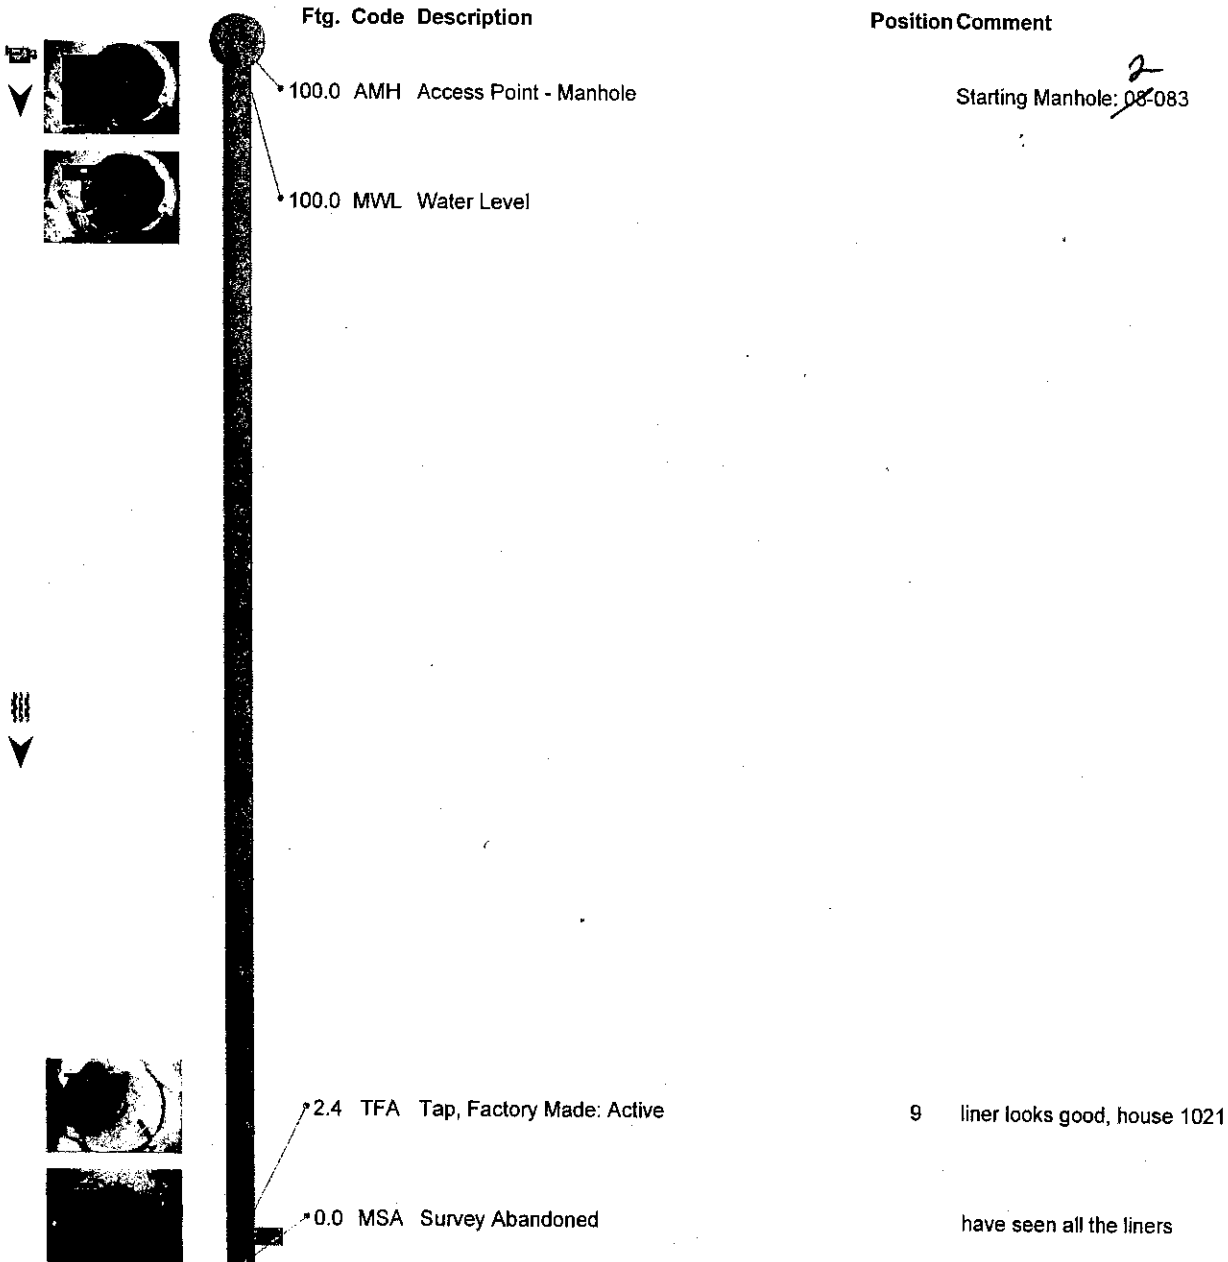 Ftg. Code Description Position Comment
2
100.0 AMH Access Point - Manhole Starting Manhole: 08-083
100.0 MWL Water Level
2.4 TFA Tap, Factory Made: Active 9 liner looks good, house 1021
0.0 MSA Survey Abandoned have seen all the liners